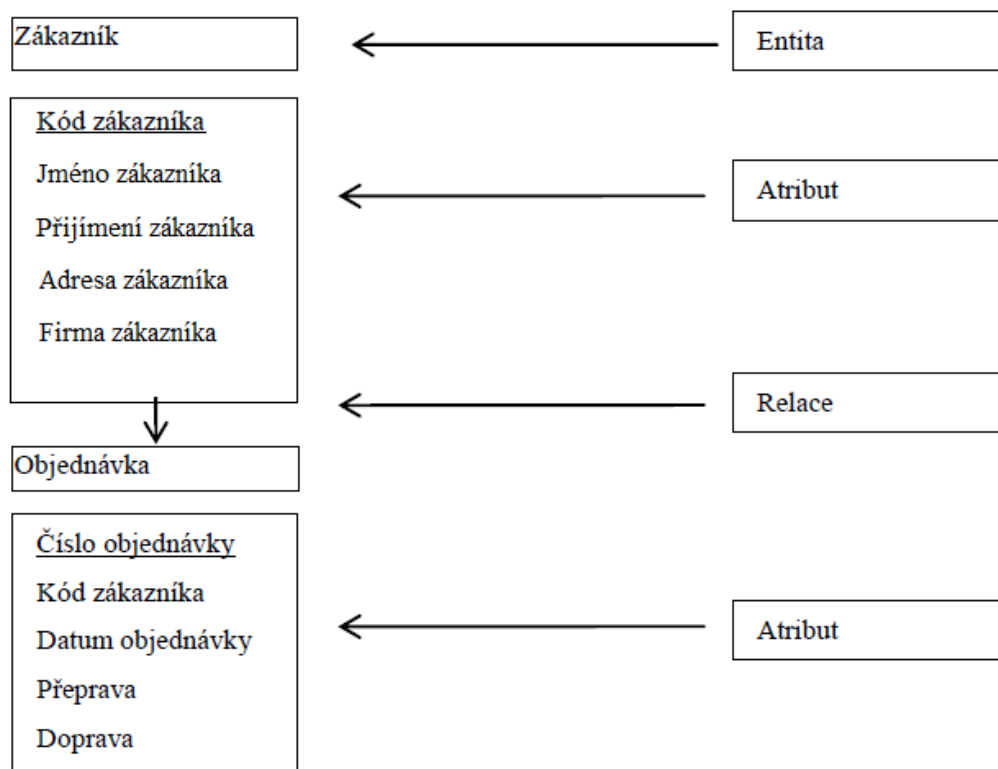 Zákazník
Entita
Kód zákazníka
Jméno zákazníka
Přijímení zákazníka
Adresa zákazníka
Firma zákazníka
Atribut
Relace
Objednávka
Číslo objednávky
Kód zákazníka
Datum objednávky
Přeprava
Doprava
Atribut